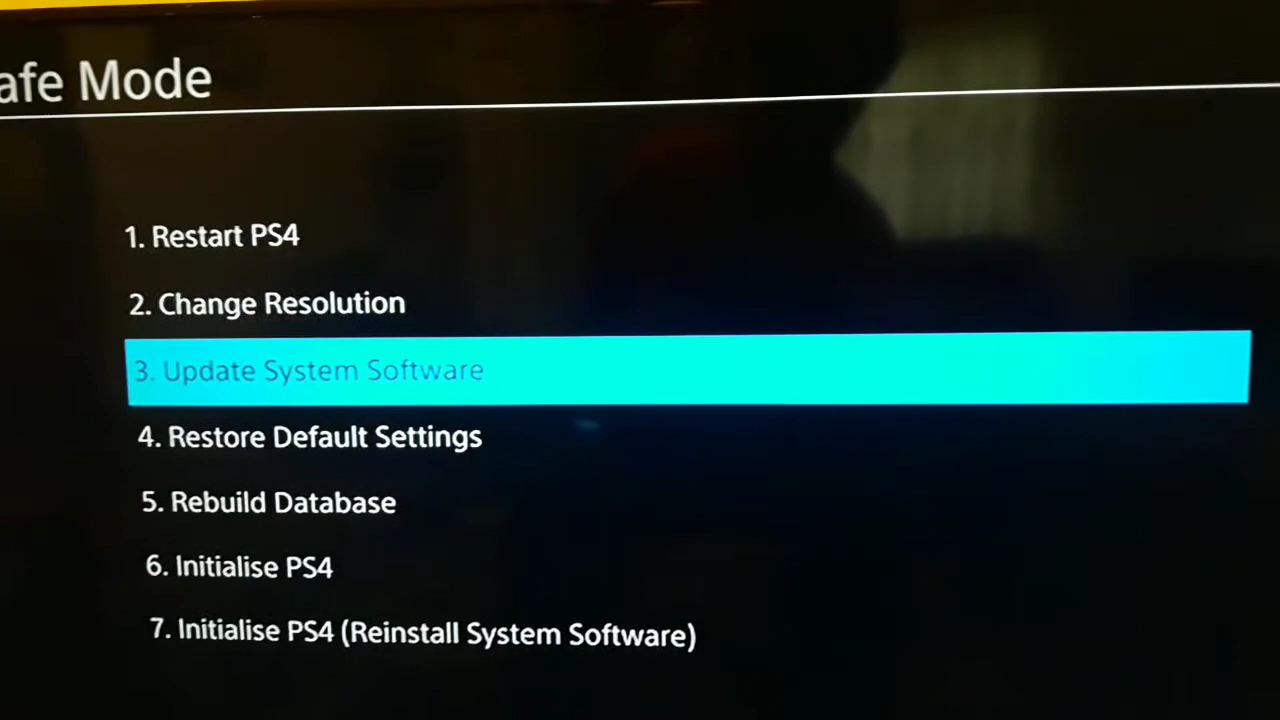 afe Mode
1. Restart PS4
2. Change Resolution
3. Update System Software
4. Restore Default Settings
5. Rebuild Database
6. Initialise PS4
7. Initialise PS4 (Reinstall System Software)